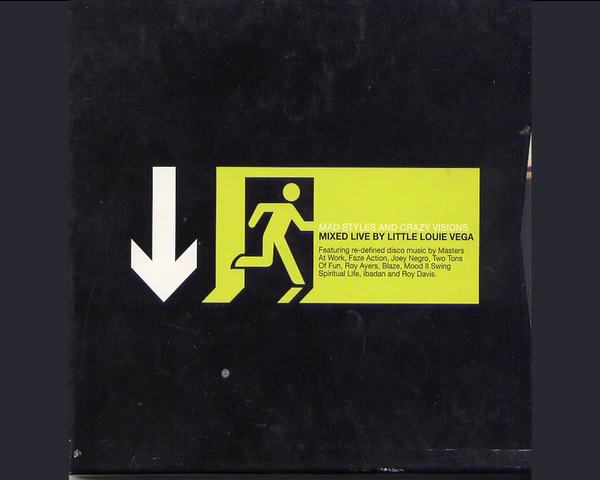 MAD STYLES AND CRAZY VISIONS
MIXED LIVE BY LITTLE LOUIE VEGA
Featuring re-defined disco music by Masters
At Work, Faze Action, Joey Negro, Two Tons
Of Fun, Roy Ayers, Blaze, Mood II Swing
Spiritual Life, Ibadan and Roy Davis.